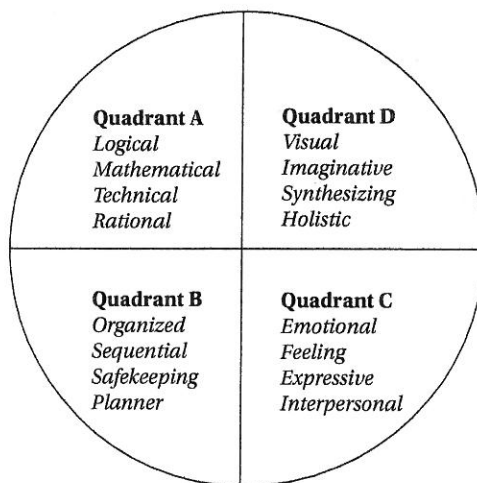 Quadrant A
Logical
Mathematical
Technical
Rational
Quadrant D
Visual
Imaginative
Synthesizing
Holistic
Quadrant B
Organized
Sequential
Safekeeping
Planner
Quadrant C
Emotional
Feeling
Expressive
Interpersonal